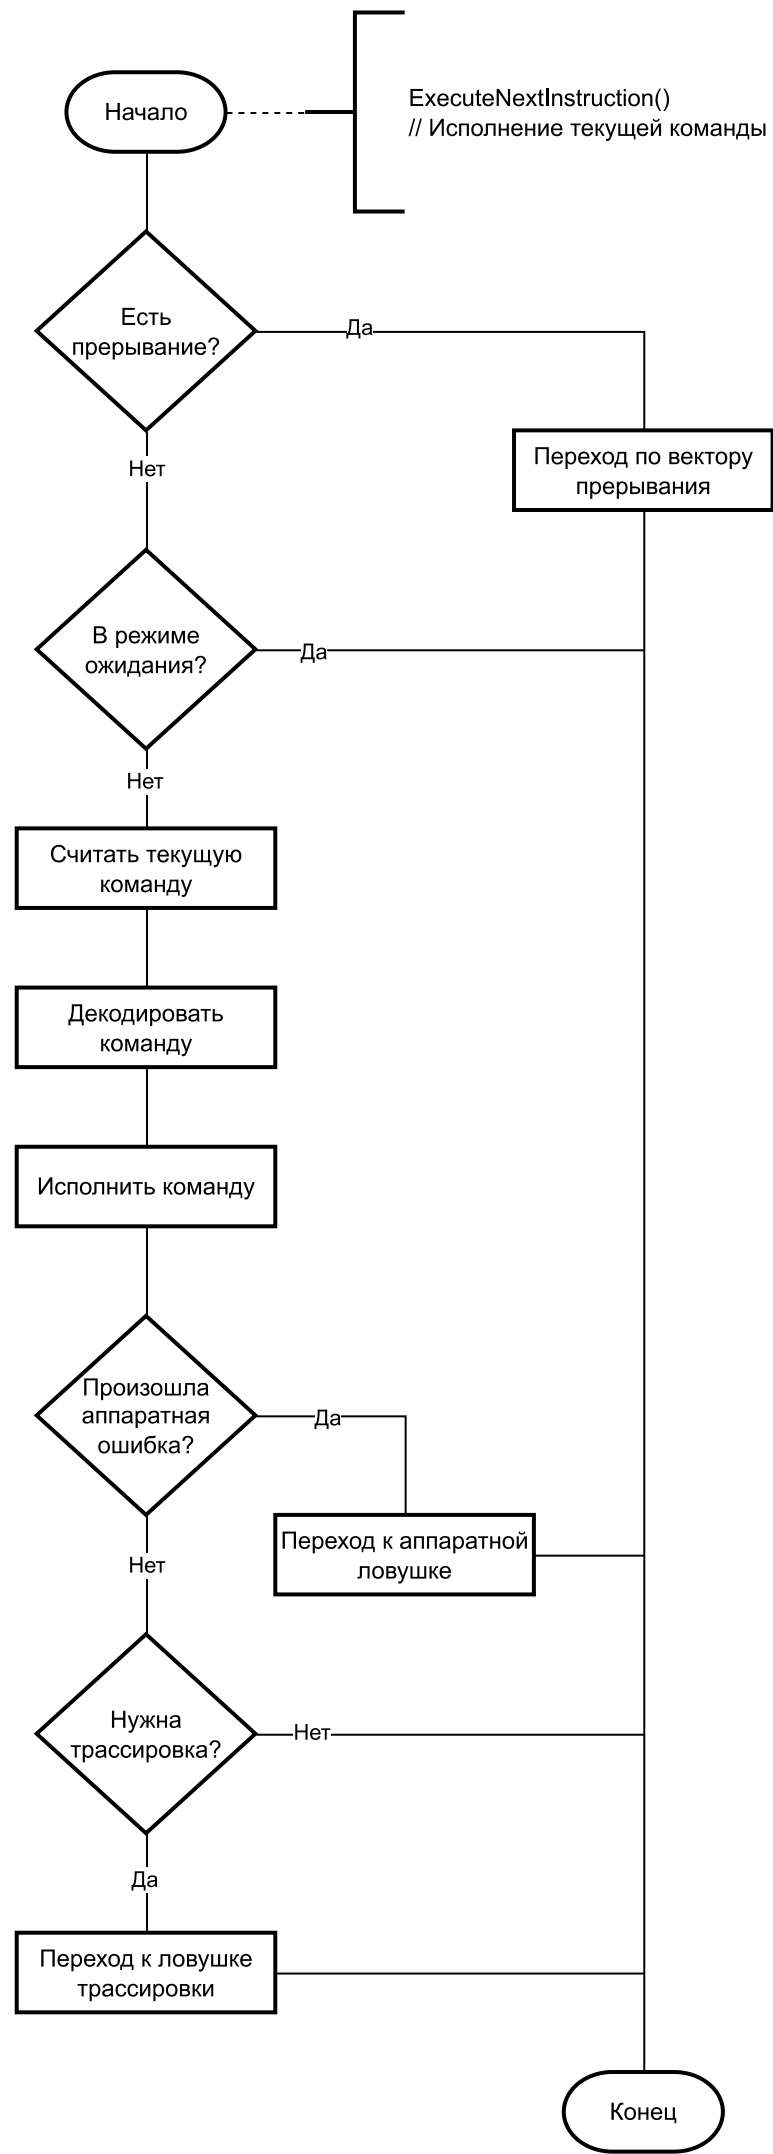 Начало
ExecuteNextInstruction()
// Исполнение текущей команды
Есть
прерывание?
Да
Переход по вектору
прерывания
Нет
В режиме
ожидания?
Да
Нет
Считать текущую
команду
Декодировать
команду
Исполнить команду
Произошла
аппаратная
ошибка?
Да
Переход к аппаратной
ловушке
Нет
Нужна
трассировка?
Нет
Да
Переход к ловушке
трассировки
Конец